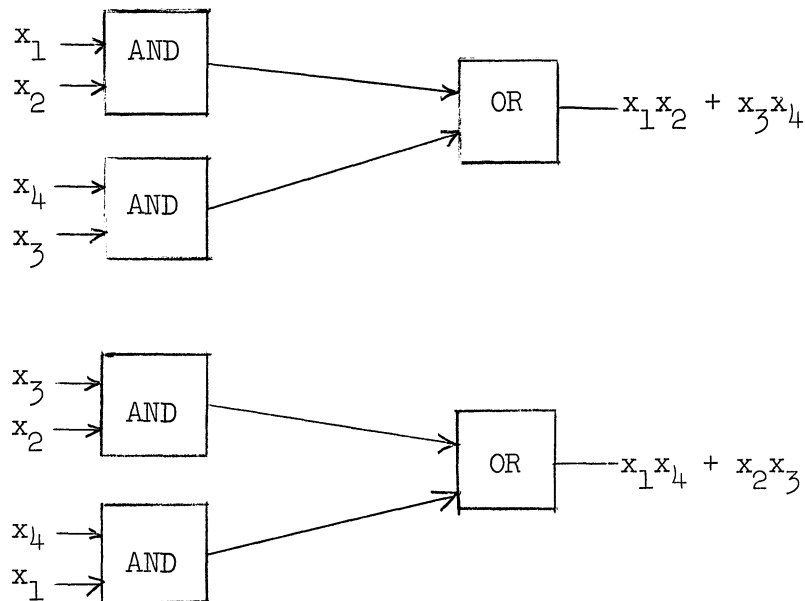 x1
AND
x2
OR
x1x2 + x3x4
x4
AND
x3
x3
AND
x2
OR
x1x4 + x2x3
x4
AND
x1